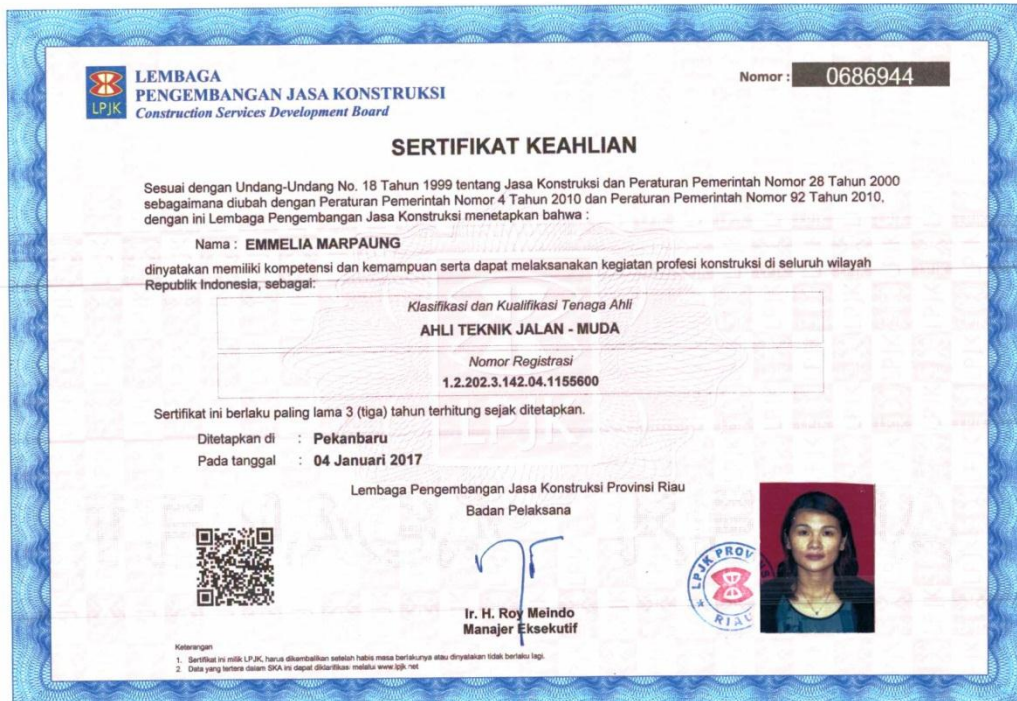 LPJK
LEMBAGA
PENGEMBANGAN JASA KONSTRUKSI
Construction Services Development Board
Nomor : 0686944
SERTIFIKAT KEAHLIAN
Sesuai dengan Undang-Undang No. 18 Tahun 1999 tentang Jasa Konstruksi dan Peraturan Pemerintah Nomor 28 Tahun 2000
sebagaimana diubah dengan Peraturan Pemerintah Nomor 4 Tahun 2010 dan Peraturan Pemerintah Nomor 92 Tahun 2010,
dengan ini Lembaga Pengembangan Jasa Konstruksi menetapkan bahwa :
Nama : EMMELIA MARPAUNG
dinyatakan memiliki kompetensi dan kemampuan serta dapat melaksanakan kegiatan profesi konstruksi di seluruh wilayah
Republik Indonesia, sebagai:
Klasifikasi dan Kualifikasi Tenaga Ahli
AHLI TEKNIK JALAN - MUDA
Nomor Registrasi
1.2.202.3.142.04.1155600
LPJK
Sertifikat ini berlaku paling lama 3 (tiga) tahun terhitung sejak ditetapkan.
Ditetapkan di : Pekanbaru
Pada tanggal : 04 Januari 2017
Lembaga Pengembangan Jasa Konstruksi Provinsi Riau
Badan Pelaksana
LPJK PROV
RIAU
Ir. H. Roy Meindo
Manajer Eksekutif
Keterangan
1. Sertifikat ini milik LPJK, harus dikembalikan setelah habis masa berlakunya atau dinyatakan tidak berlaku lagi.
2. Data yang tertera dalam SKA ini dapat diklarifikasi melalui www.lpjk.net